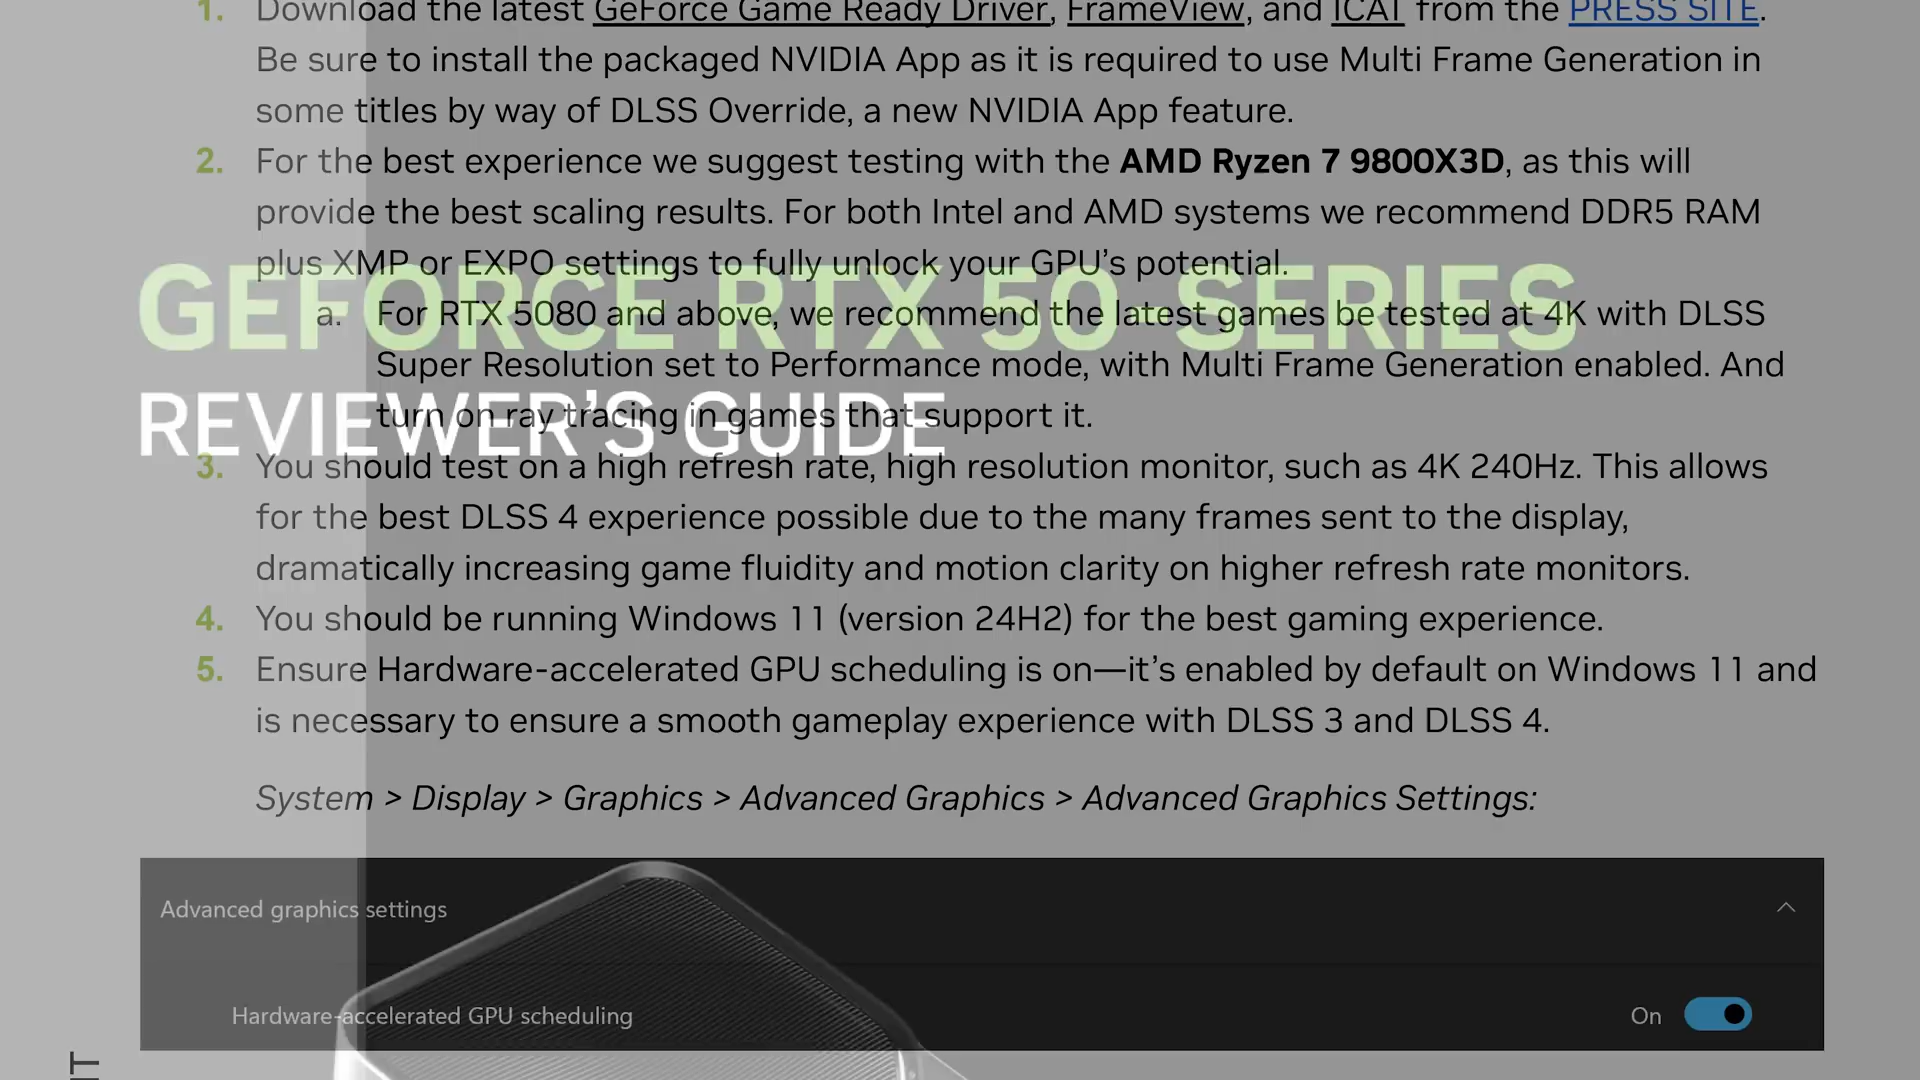 1. Download the latest GeForce Game Ready Driver, FrameView, and ICAT from the PRESS SITE.
Be sure to install the packaged NVIDIA App as it is required to use Multi Frame Generation in
some titles by way of DLSS Override, a new NVIDIA App feature.
2. For the best experience we suggest testing with the AMD Ryzen 7 9800X3D, as this will
provide the best scaling results. For both Intel and AMD systems we recommend DDR5 RAM
plus XMP or EXPO settings to fully unlock your GPU's potential.
GEFORCE RTX 50-SERIES
a. For RTX 5080 and above, we recommend the latest games be tested at 4K with DLSS
Super Resolution set to Performance mode, with Multi Frame Generation enabled. And
turn on ray tracing in games that support it.
REVIEWER'S GUIDE
3. You should test on a high refresh rate, high resolution monitor, such as 4K 240Hz. This allows
for the best DLSS 4 experience possible due to the many frames sent to the display,
dramatically increasing game fluidity and motion clarity on higher refresh rate monitors.
4. You should be running Windows 11 (version 24H2) for the best gaming experience.
5. Ensure Hardware-accelerated GPU scheduling is on—it's enabled by default on Windows 11 and
is necessary to ensure a smooth gameplay experience with DLSS 3 and DLSS 4.
System > Display > Graphics > Advanced Graphics > Advanced Graphics Settings:
Advanced graphics settings
Hardware-accelerated GPU scheduling On